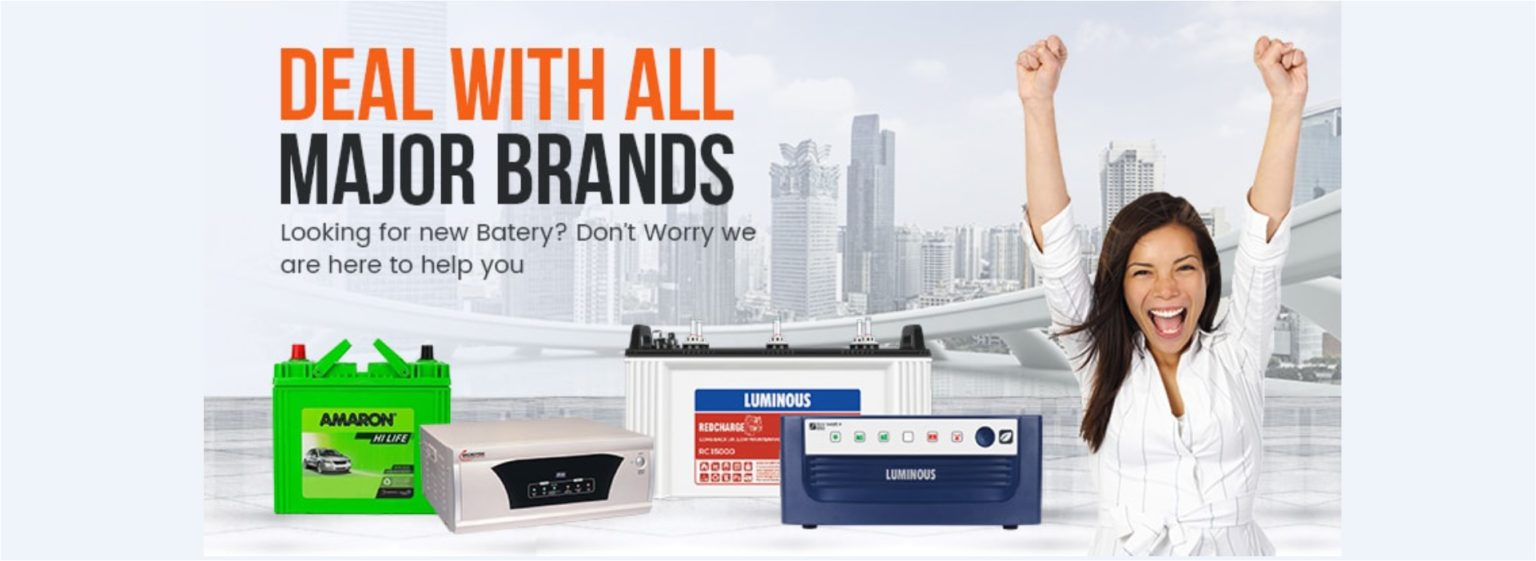 DEAL WITH ALL
MAJOR BRANDS
Looking for new Batery? Don't Worry we
are here to help you
AMARON
HI LIFE
LUMINOUS
REDCHARGE
RC 15000
LUMINOUS